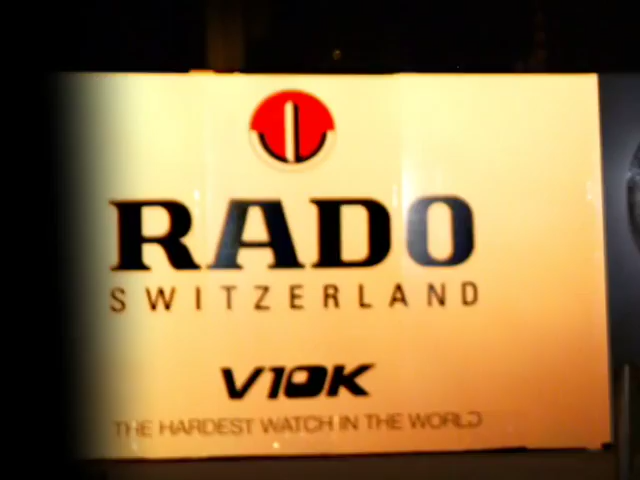 RADO
SWITZERLAND
V10K
THE HARDEST WATCH IN THE WORLD